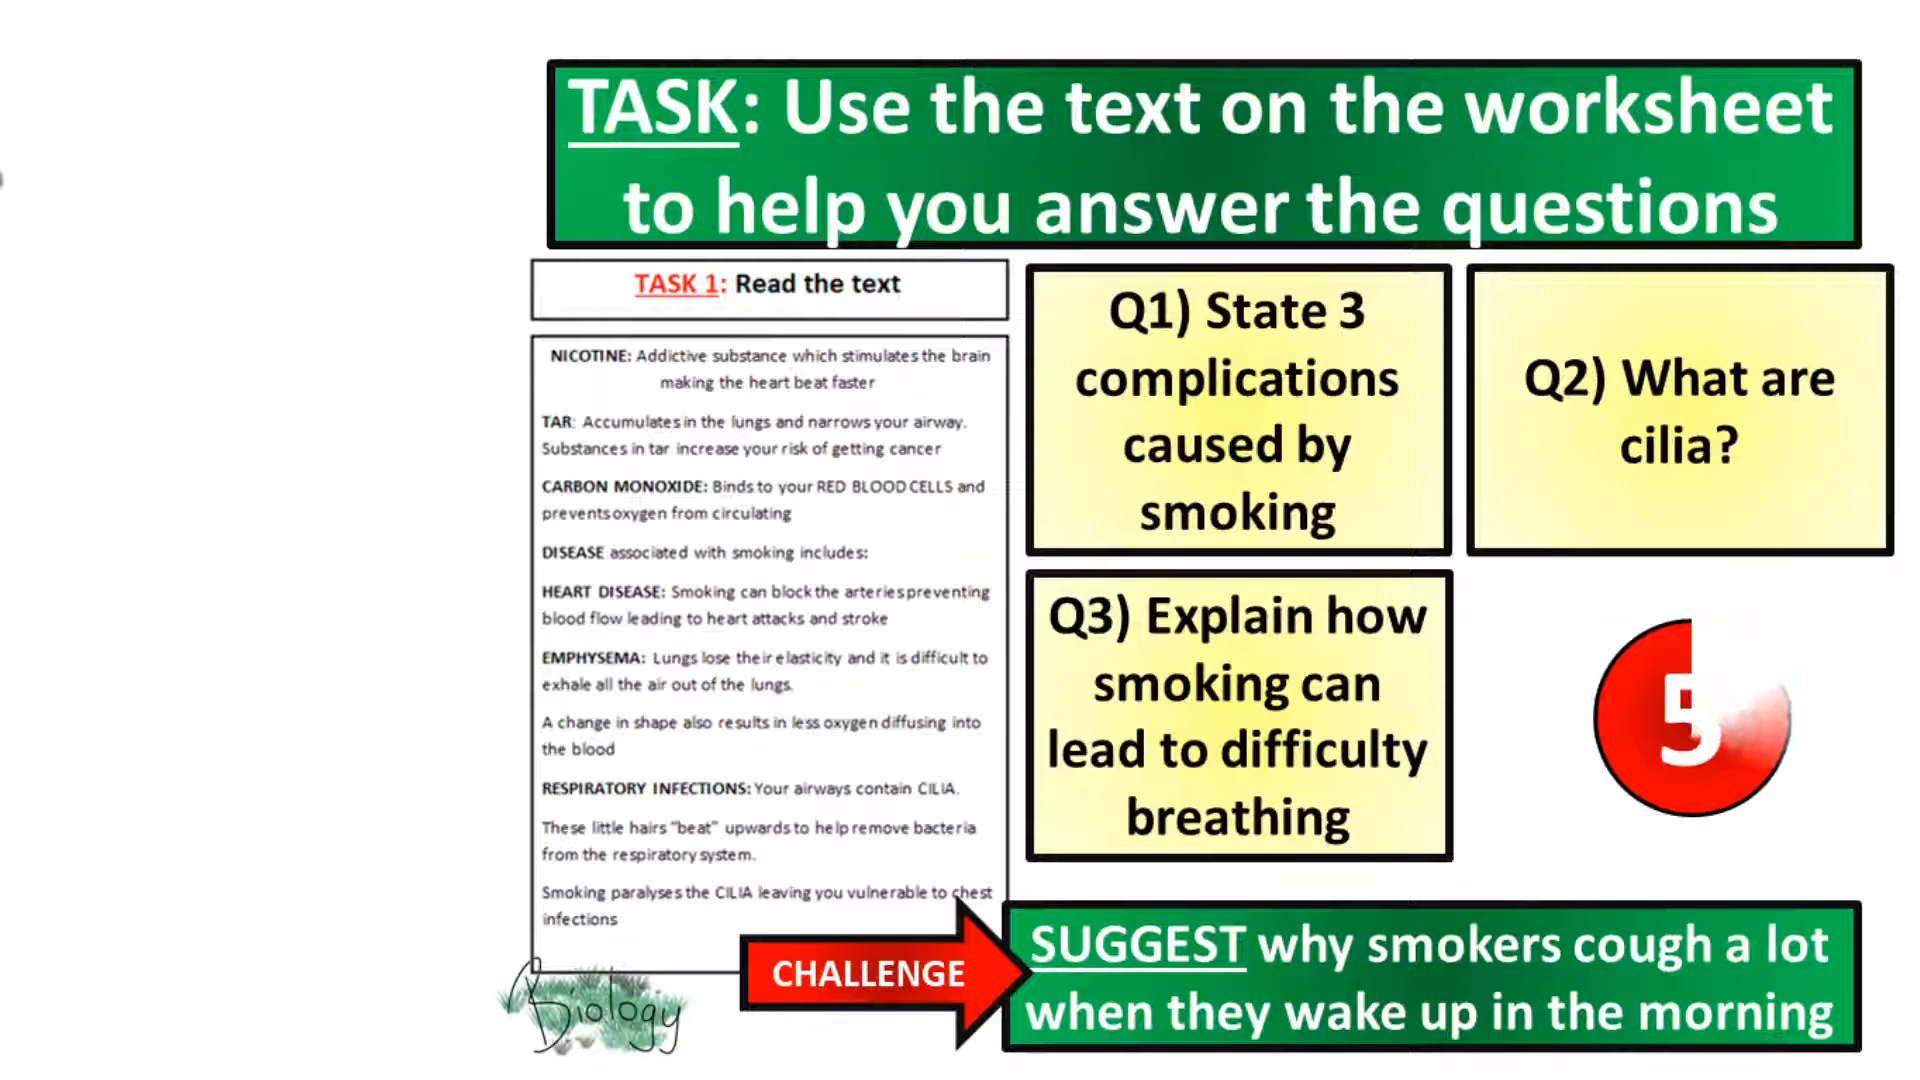 TASK: Use the text on the worksheet
to help you answer the questions
TASK 1: Read the text
NICOTINE: Addictive substance which stimulates the brain
making the heart beat faster
TAR: Accumulates in the lungs and narrows your airway.
Substances in tar increase your risk of getting cancer
CARBON MONOXIDE: Binds to your RED BLOOD CELLS and
prevents oxygen from circulating
DISEASE associated with smoking includes:
HEART DISEASE: Smoking can block the arteries preventing
blood flow leading to heart attacks and stroke
EMPHYSEMA: Lungs lose their elasticity and it is difficult to
exhale all the air out of the lungs.
A change in shape also results in less oxygen diffusing into
the blood
RESPIRATORY INFECTIONS: Your airways contain CILIA.
These little hairs "beat" upwards to help remove bacteria
from the respiratory system.
Smoking paralyses the CILIA leaving you vulnerable to chest
infections
Q1) State 3
complications
caused by
smoking
Q2) What are
cilia?
Q3) Explain how
smoking can
lead to difficulty
breathing
5
CHALLENGE
SUGGEST why smokers cough a lot
when they wake up in the morning
Biology